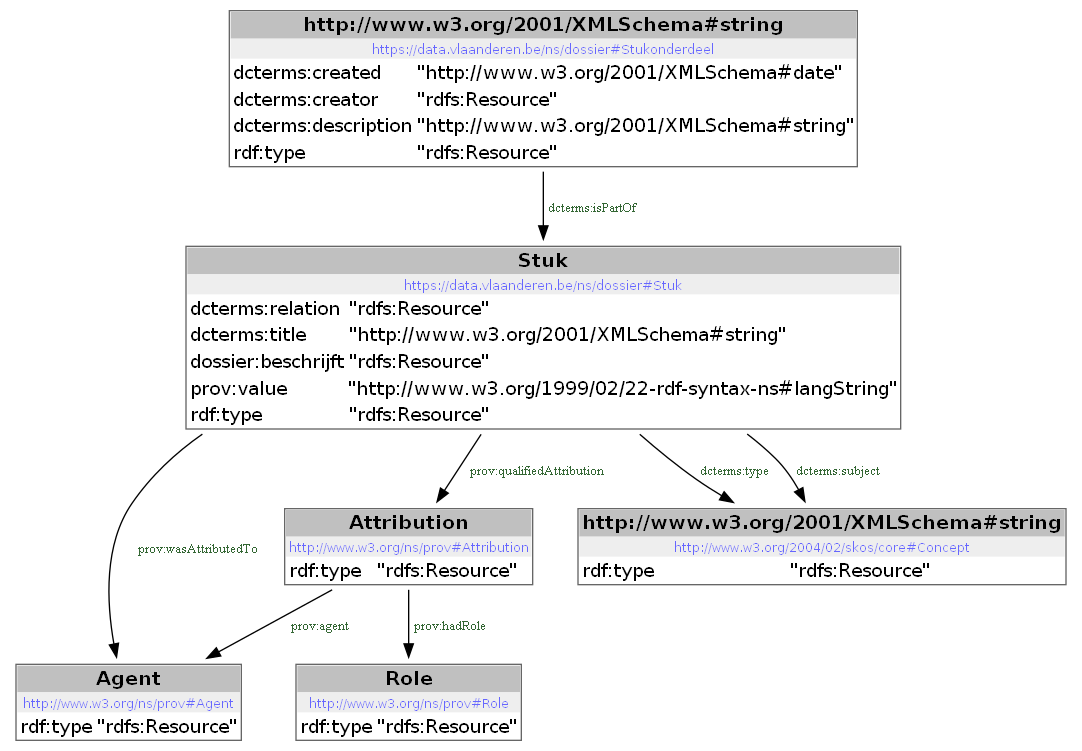 http://www.w3.org/2001/XMLSchema#string
https://data.vlaanderen.be/ns/dossier#Stukonderdeel
dcterms:created "http://www.w3.org/2001/XMLSchema#date"
dcterms:creator "rdfs:Resource"
dcterms:description "http://www.w3.org/2001/XMLSchema#string"
rdf:type "rdfs:Resource"
dcterms:isPartOf
Stuk
https://data.vlaanderen.be/ns/dossier#Stuk
dcterms:relation "rdfs:Resource"
dcterms:title "http://www.w3.org/2001/XMLSchema#string"
dossier:beschrijft "rdfs:Resource"
prov:value "http://www.w3.org/1999/02/22-rdf-syntax-ns#langString"
rdf:type "rdfs:Resource"
prov:qualifiedAttribution
dcterms:type
dcterms:subject
prov:wasAttributedTo
Attribution
http://www.w3.org/ns/prov#Attribution
rdf:type "rdfs:Resource"
http://www.w3.org/2001/XMLSchema#string
http://www.w3.org/2004/02/skos/core#Concept
rdf:type "rdfs:Resource"
prov:agent
prov:hadRole
Agent
http://www.w3.org/ns/prov#Agent
rdf:type "rdfs:Resource"
Role
http://www.w3.org/ns/prov#Role
rdf:type "rdfs:Resource"